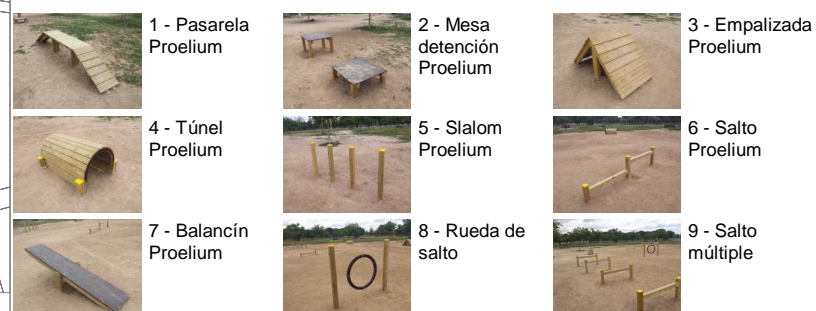 1 - Pasarela
Proelium
2 - Mesa
detención
Proelium
3 - Empalizada
Proelium
4 - Túnel
Proelium
5 - Slalom
Proelium
6 - Salto
Proelium
7 - Balancín
Proelium
8 - Rueda de
salto
9 - Salto
múltiple